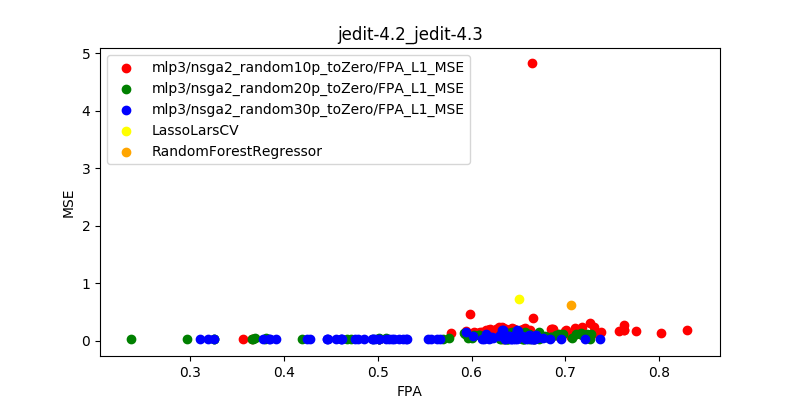 jedit-4.2_jedit-4.3
mlp3/nsga2_random10p_toZero/FPA_L1_MSE
mlp3/nsga2_random20p_toZero/FPA_L1_MSE
mlp3/nsga2_random30p_toZero/FPA_L1_MSE
LassoLarsCV
RandomForestRegressor
MSE
5
4
3
2
1
0
0.3 0.4 0.5 0.6 0.7 0.8
FPA